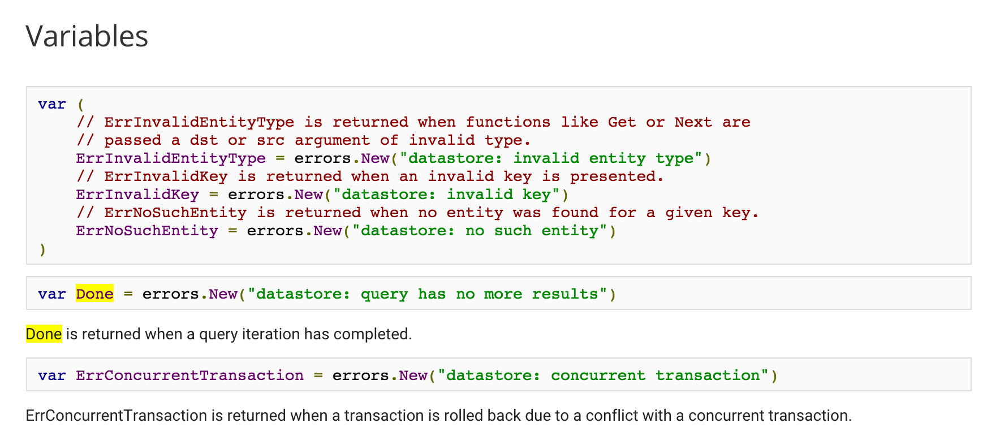 Variables
var (
    // ErrInvalidEntityType is returned when functions like Get or Next are
    // passed a dst or src argument of invalid type.
    ErrInvalidEntityType = errors.New("datastore: invalid entity type")
    // ErrInvalidKey is returned when an invalid key is presented.
    ErrInvalidKey = errors.New("datastore: invalid key")
    // ErrNoSuchEntity is returned when no entity was found for a given key.
    ErrNoSuchEntity = errors.New("datastore: no such entity")
)
var Done = errors.New("datastore: query has no more results")
Done is returned when a query iteration has completed.
var ErrConcurrentTransaction = errors.New("datastore: concurrent transaction")
ErrConcurrentTransaction is returned when a transaction is rolled back due to a conflict with a concurrent transaction.